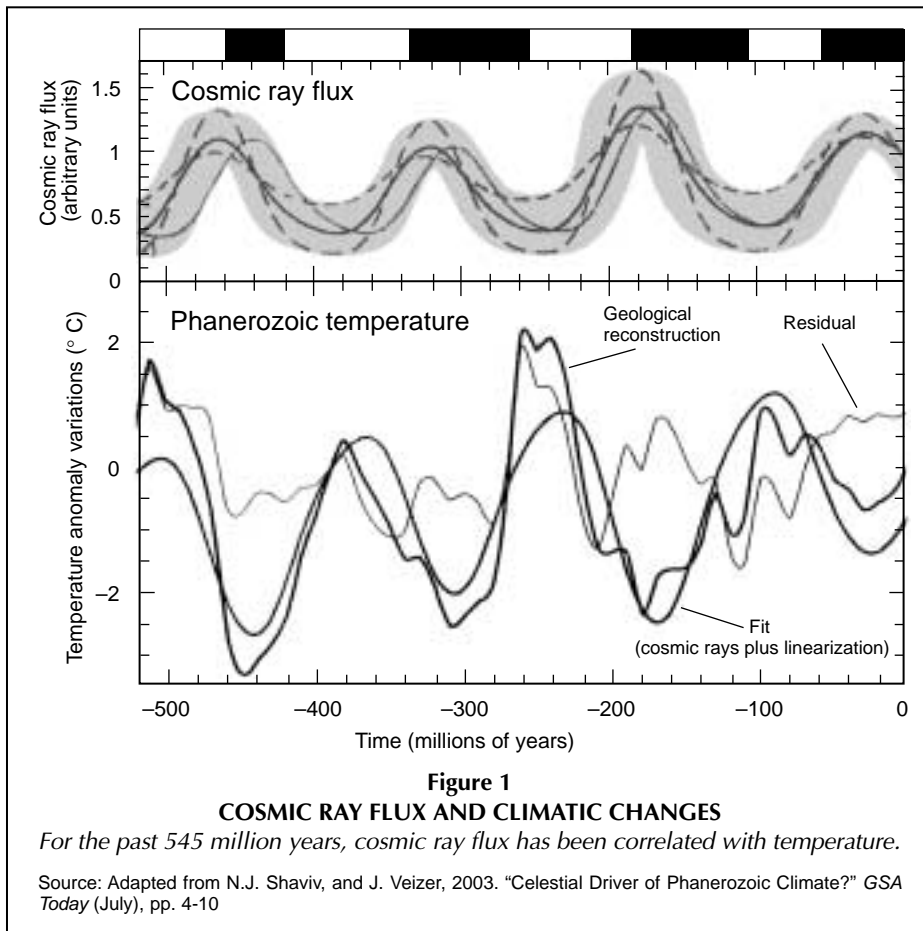 Cosmic ray flux
(arbitrary units)
1.5
1
0.5
0
Cosmic ray flux
Temperature anomaly variations (° C)
2
0
–2
Phanerozoic temperature
Geological
reconstruction
Residual
Fit
(cosmic rays plus linearization)
–500
–400
–300
–200
–100
0
Time (millions of years)
Figure 1
COSMIC RAY FLUX AND CLIMATIC CHANGES
For the past 545 million years, cosmic ray flux has been correlated with temperature.
Source: Adapted from N.J. Shaviv, and J. Veizer, 2003. “Celestial Driver of Phanerozoic Climate?” GSA
Today (July), pp. 4-10